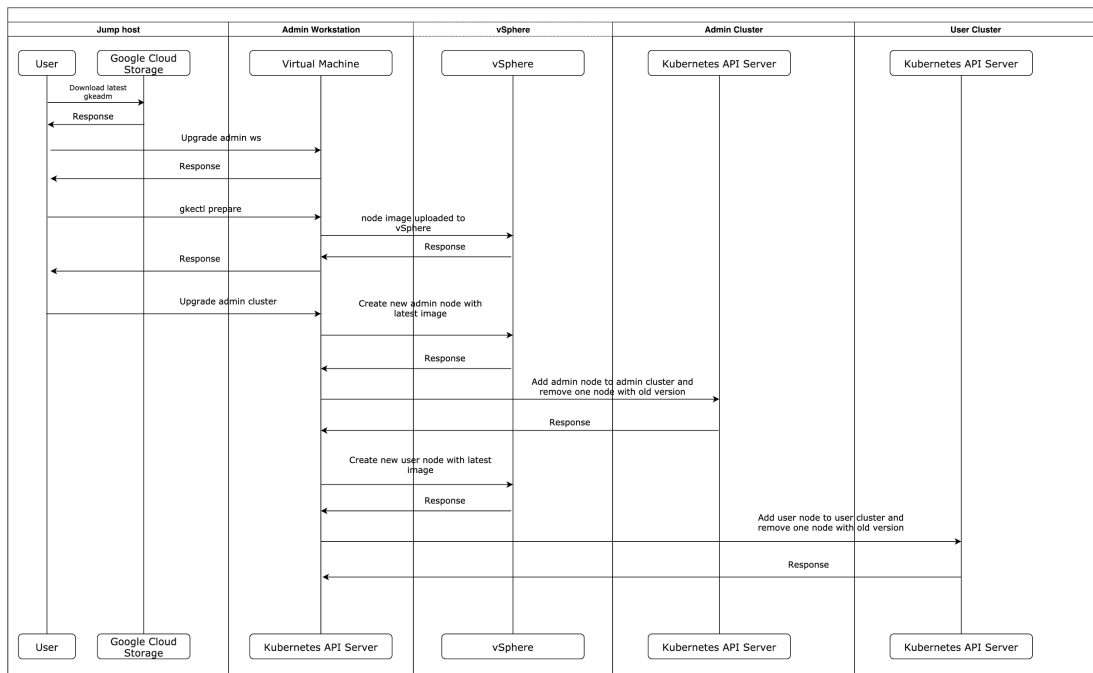 Jump host
Admin Workstation
vSphere
Admin Cluster
User Cluster
User
Google Cloud
Storage
Virtual Machine
vSphere
Kubernetes API Server
Kubernetes API Server
Download latest
gkeadm
Response
Upgrade admin ws
Response
gkectl prepare
node image uploaded to
vSphere
Response
Response
Upgrade admin cluster
Create new admin node with
latest image
Response
Add admin node to admin cluster and
remove one node with old version
Response
Create new user node with latest
image
Response
Add user node to user cluster and
remove one node with old version
Response
User
Google Cloud
Storage
Kubernetes API Server
vSphere
Kubernetes API Server
Kubernetes API Server